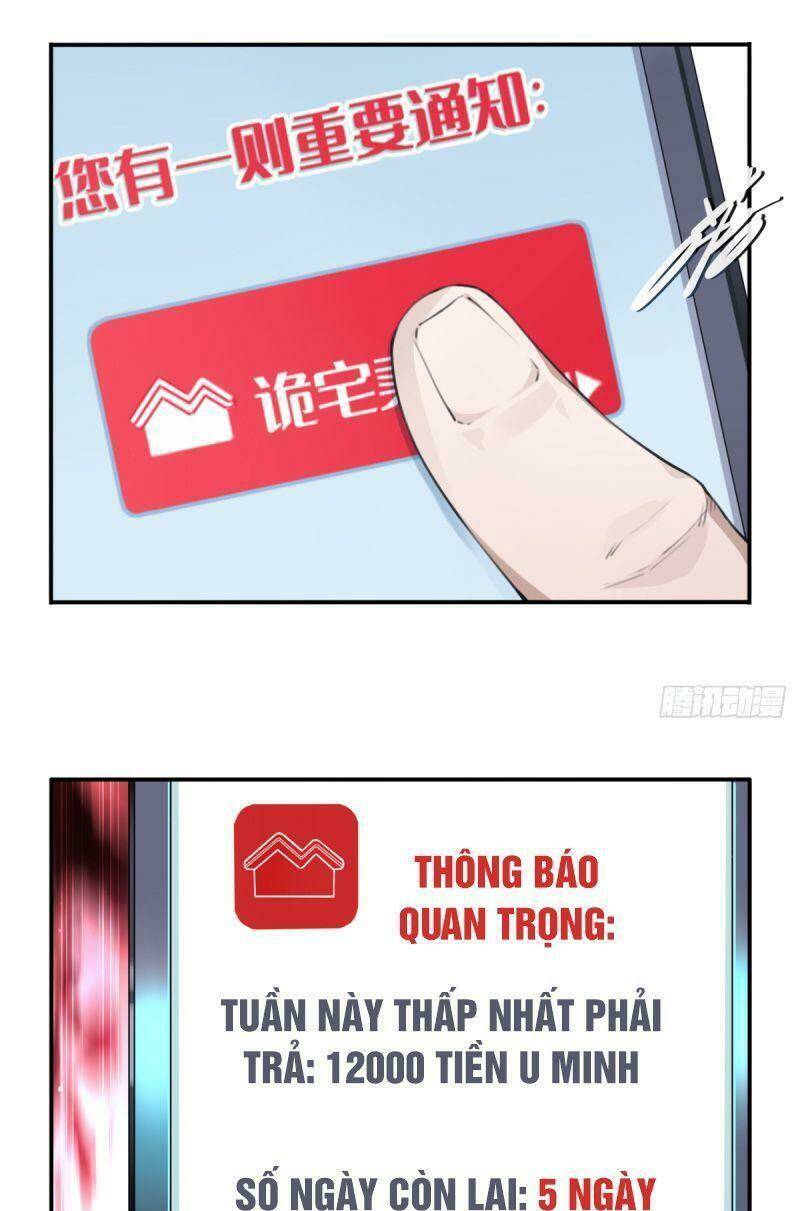 您有一则重要通知:
诡宅
腾讯动漫
THÔNG BÁO
QUAN TRỌNG:
TUẦN NÀY THẤP NHẤT PHẢI
TRẢ: 12000 TIỀN U MINH
SỐ NGÀY CÒN LẠI: 5 NGÀY